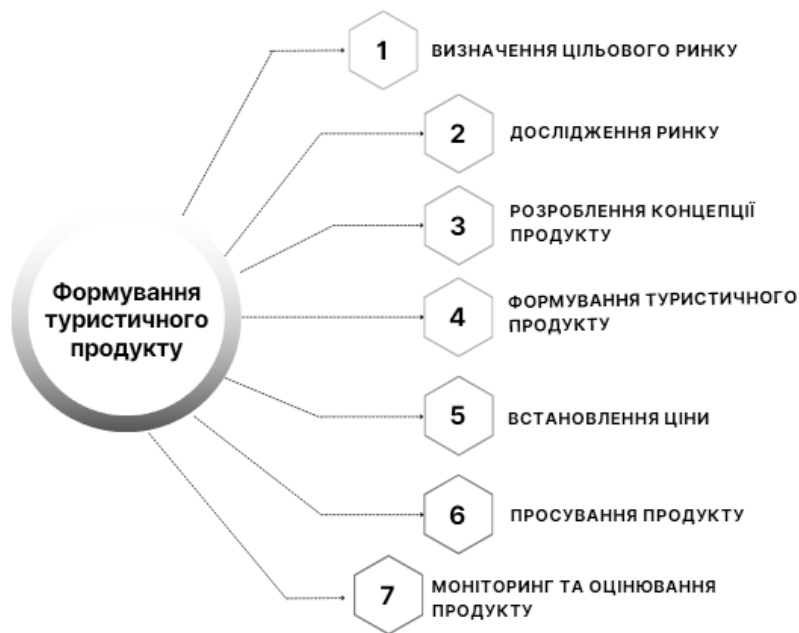 Формування
туристичного
продукту
1
ВИЗНАЧЕННЯ ЦІЛЬОВОГО РИНКУ
2
ДОСЛІДЖЕННЯ РИНКУ
3
РОЗРОБЛЕННЯ КОНЦЕПЦІЇ
ПРОДУКТУ
4
ФОРМУВАННЯ ТУРИСТИЧНОГО
ПРОДУКТУ
5
ВСТАНОВЛЕННЯ ЦІНИ
6
ПРОСУВАННЯ ПРОДУКТУ
7
МОНІТОРИНГ ТА ОЦІНЮВАННЯ
ПРОДУКТУ